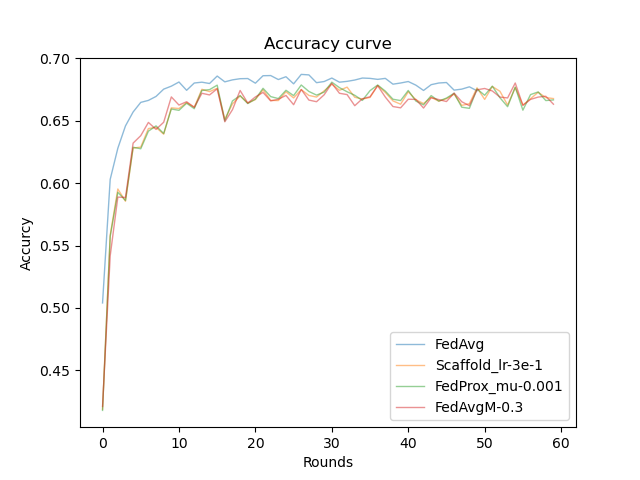 Accuracy curve
Accurcy
0.70
0.65
0.60
0.55
0.50
0.45
FedAvg
Scaffold_lr-3e-1
FedProx_mu-0.001
FedAvgM-0.3
0 10 20 30 40 50 60
Rounds